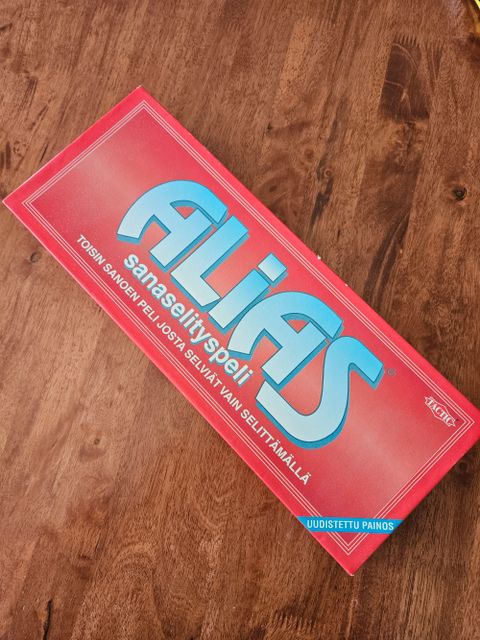 ALiAS
®
sanaselityspeli
TOISIN SANOEN PELI JOSTA SELVIÄT VAIN SELITTÄMÄLLÄ
TACTIC
UUDISTETTU PAINOS